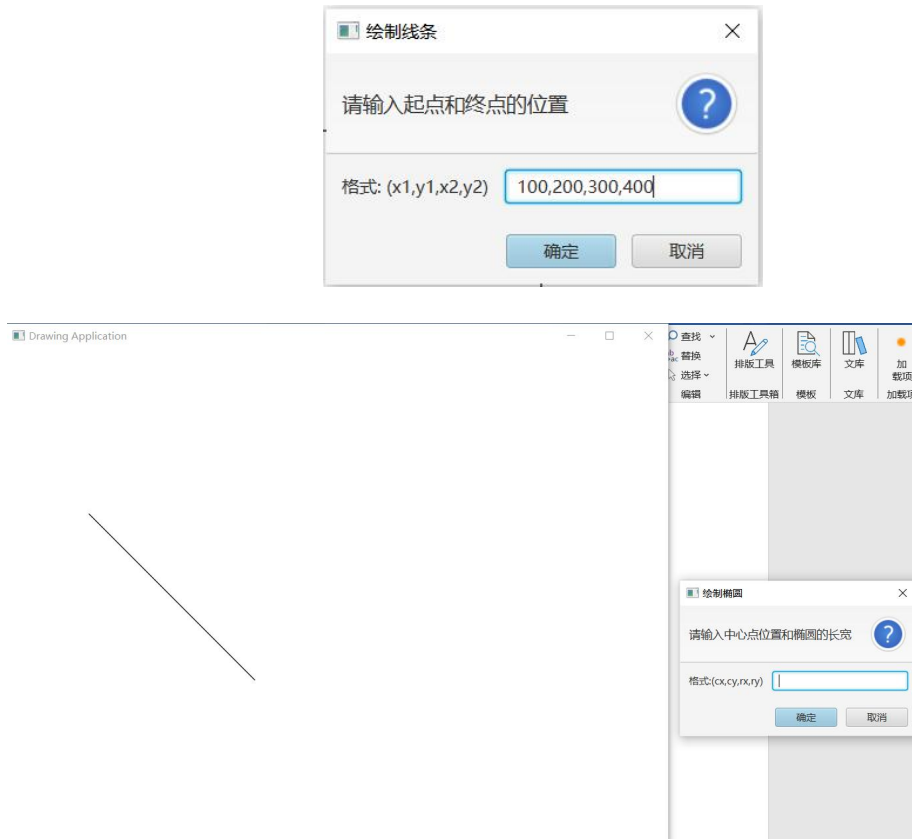 绘制线条
请输入起点和终点的位置
格式: (x1,y1,x2,y2) 100,200,300,400
确定 取消
Drawing Application
查找
替换
选择
编辑
排版工具
排版工具箱
模板库
模板
文库
文库
加
载项
加载项
绘制椭圆
请输入中心点位置和椭圆的长宽
格式:(cx,cy,rx,ry)
确定 取消